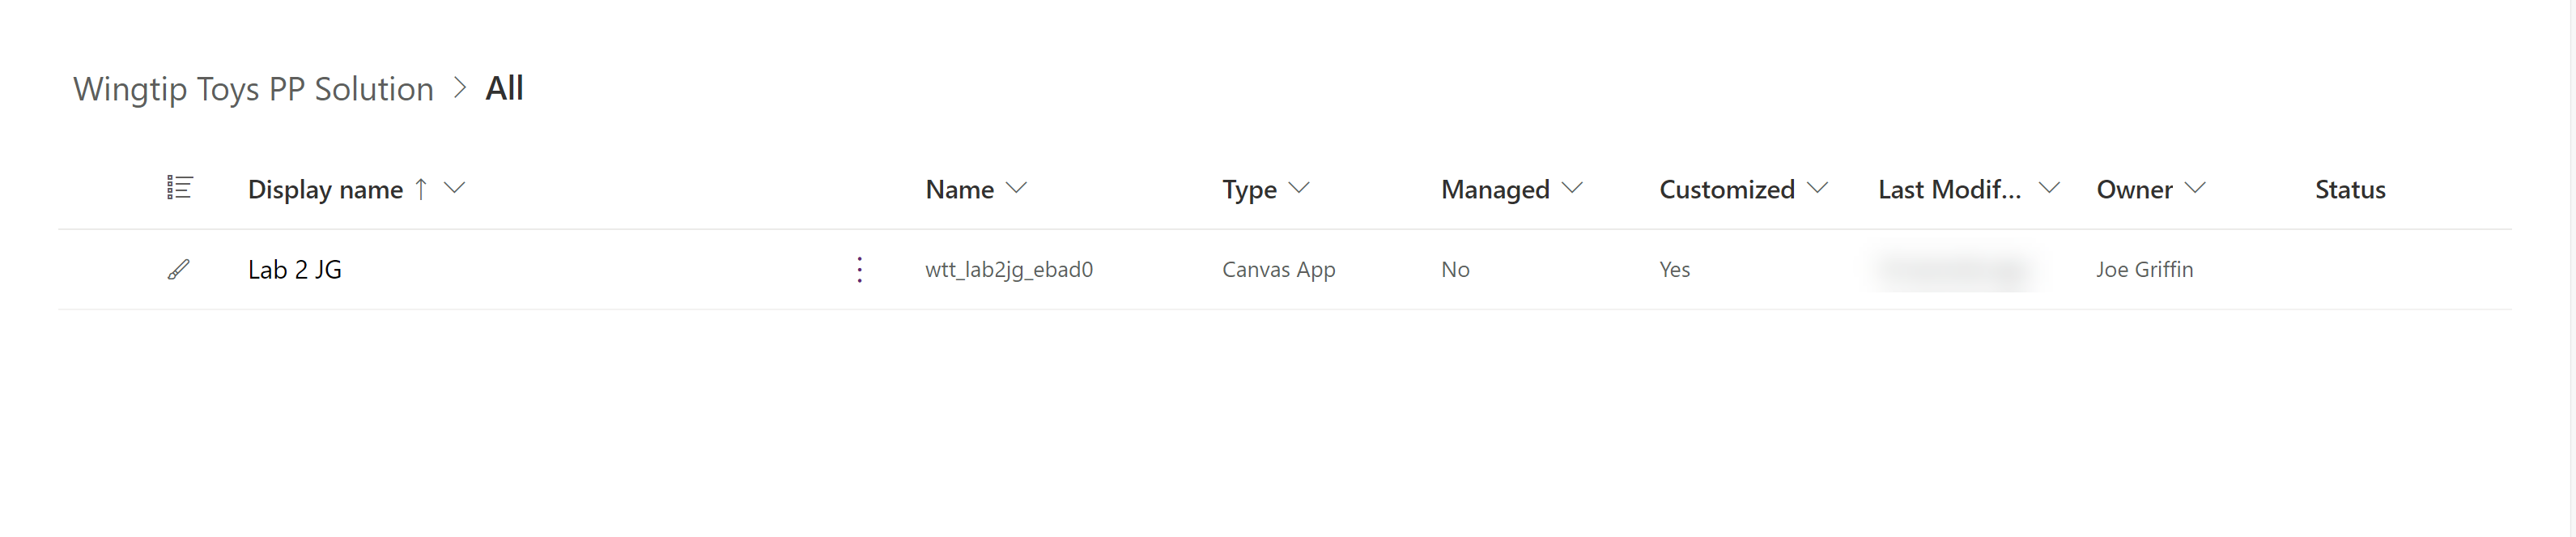 Wingtip Toys PP Solution > All
Display name ↑ Name Type Managed Customized Last Modif... Owner Status
Lab 2 JG wtt_lab2jg_ebad0 Canvas App No Yes Joe Griffin